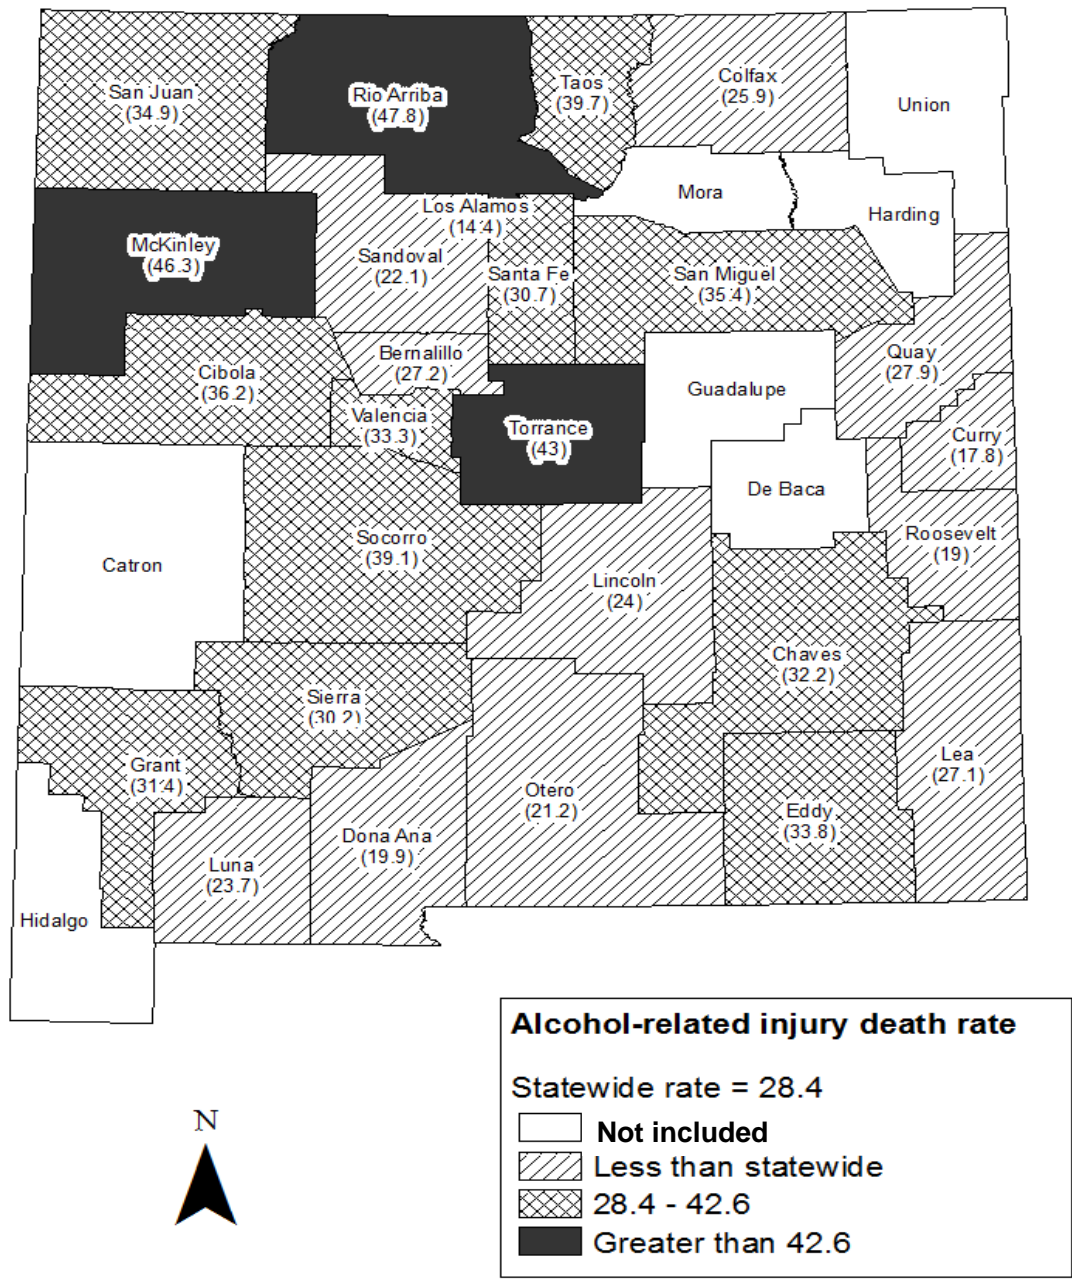 San Juan
(34.9)
Rio Arriba
(47.8)
Taos
(39.7)
Colfax
(25.9)
Union
Mora
Harding
Los Alamos
(14.4)
McKinley
(46.3)
Sandoval
(22.1)
Santa Fe
(30.7)
San Miguel
(35.4)
Bernalillo
(27.2)
Quay
(27.9)
Cibola
(36.2)
Guadalupe
Valencia
(33.3)
Torrance
(43)
Curry
(17.8)
De Baca
Roosevelt
(19)
Socorro
(39.1)
Catron
Lincoln
(24)
Chaves
(32.2)
Sierra
(30.2)
Grant
(31.4)
Lea
(27.1)
Otero
(21.2)
Eddy
(33.8)
Dona Ana
(19.9)
Luna
(23.7)
Hidalgo
N
Alcohol-related injury death rate
Statewide rate = 28.4
Not included
Less than statewide
28.4 - 42.6
Greater than 42.6